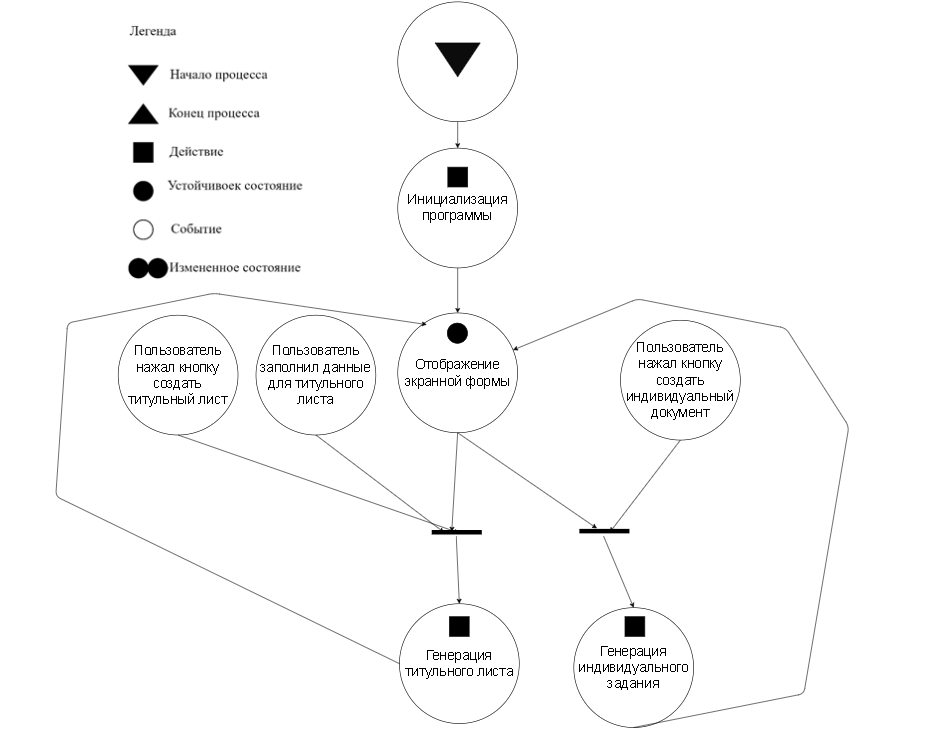 Легенда
Начало процесса
Конец процесса
Действие
Устойчивоек состояние
Событие
Измененное состояние
Инициализация
программы
Пользователь
нажал кнопку
создать
титульный лист
Пользователь
заполнил данные
для титульного
листа
Отображение
экранной формы
Пользователь
нажал кнопку
создать
индивидуальный
документ
Генерация
титульного листа
Генерация
индивидуального
задания